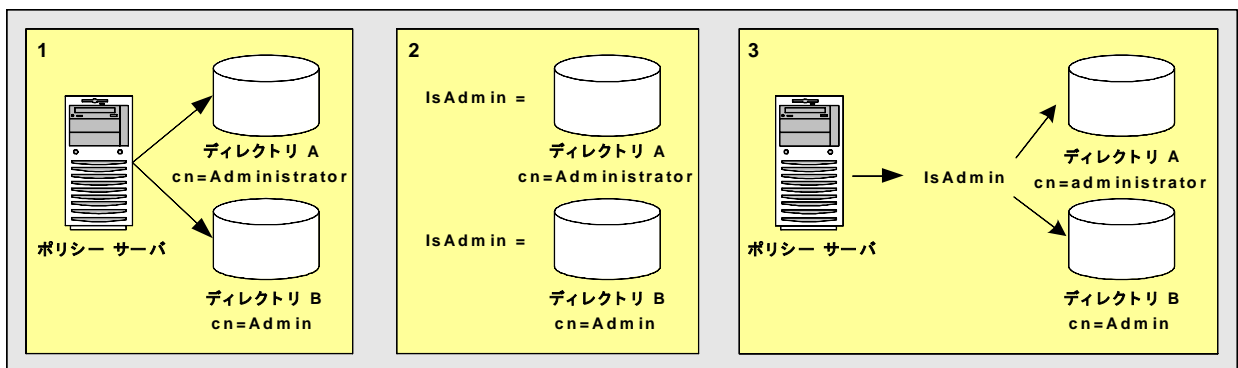 1
ディレクトリ A
cn=Administrator
ポリシー サーバ
ディレクトリ B
cn=Admin
2
IsAdmin =
ディレクトリ A
cn=Administrator
IsAdmin =
ディレクトリ B
cn=Admin
3
ポリシー サーバ
IsAdmin
ディレクトリ A
cn=administrator
ディレクトリ B
cn=Admin